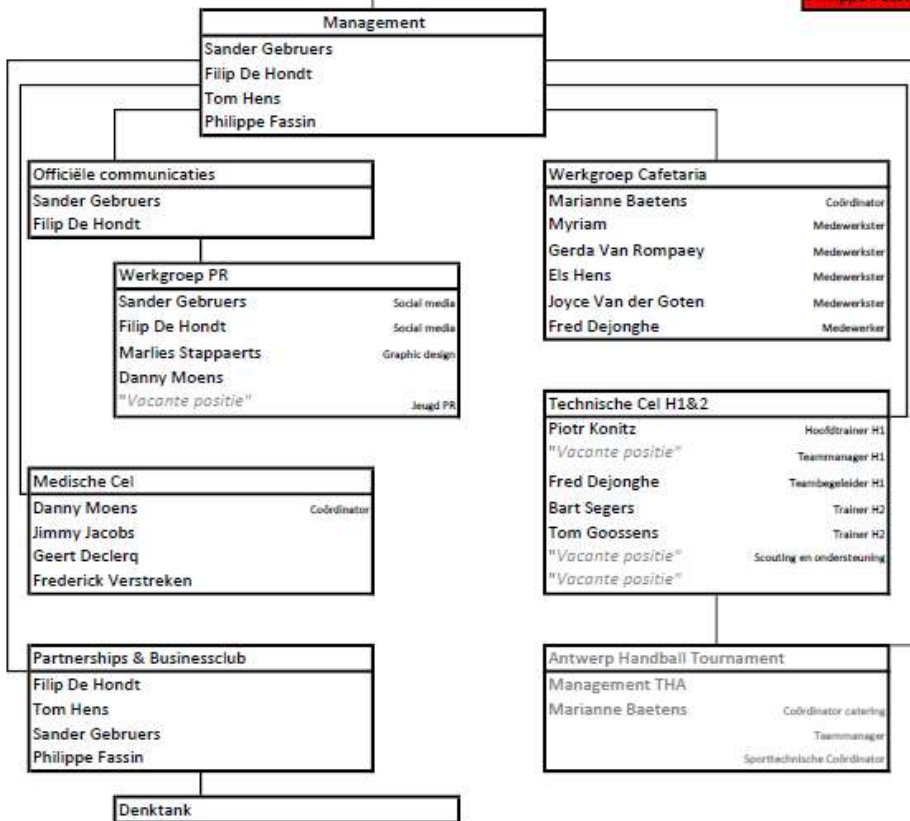 Management
Sander Gebruers
Filip De Hondt
Tom Hens
Philippe Fassin
Officiële communicaties
Sander Gebruers
Filip De Hondt
Werkgroep PR
Sander Gebruers Social media
Filip De Hondt Social media
Marlies Stappaerts Graphic design
Danny Moens
"Vacante positie" Jeugd PR
Medische Cel
Danny Moens Coördinator
Jimmy Jacobs
Geert Declerq
Frederick Verstreken
Partnerships & Businessclub
Filip De Hondt
Tom Hens
Sander Gebruers
Philippe Fassin
Denktank
Werkgroep Cafetaria
Marianne Baetens Coördinator
Myriam Medewerkster
Gerda Van Rompaey Medewerkster
Els Hens Medewerkster
Joyce Van der Goten Medewerkster
Fred Dejonghe Medewerker
Technische Cel H1&2
Piotr Konitz Hoofdtrainer H1
"Vacante positie" Teammanager H1
Fred Dejonghe Teambegeleider H1
Bart Segers Trainer H2
Tom Goossens Trainer H2
"Vacante positie" Scouting en ondersteuning
"Vacante positie"
Antwerp Handball Tournament
Management THA
Marianne Baetens Coördinator catering
Teammanager
Sporttechnische Coördinator